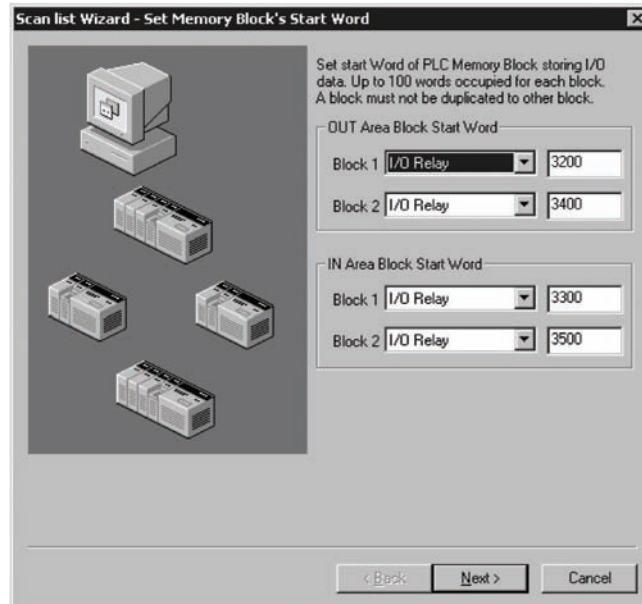 Scan list Wizard - Set Memory Block's Start Word
Set start Word of PLC Memory Block storing I/O
data. Up to 100 words occupied for each block.
A block must not be duplicated to other block.
OUT Area Block Start Word
Block 1 I/O Relay 3200
Block 2 I/O Relay 3400
IN Area Block Start Word
Block 1 I/O Relay 3300
Block 2 I/O Relay 3500
< Back Next > Cancel